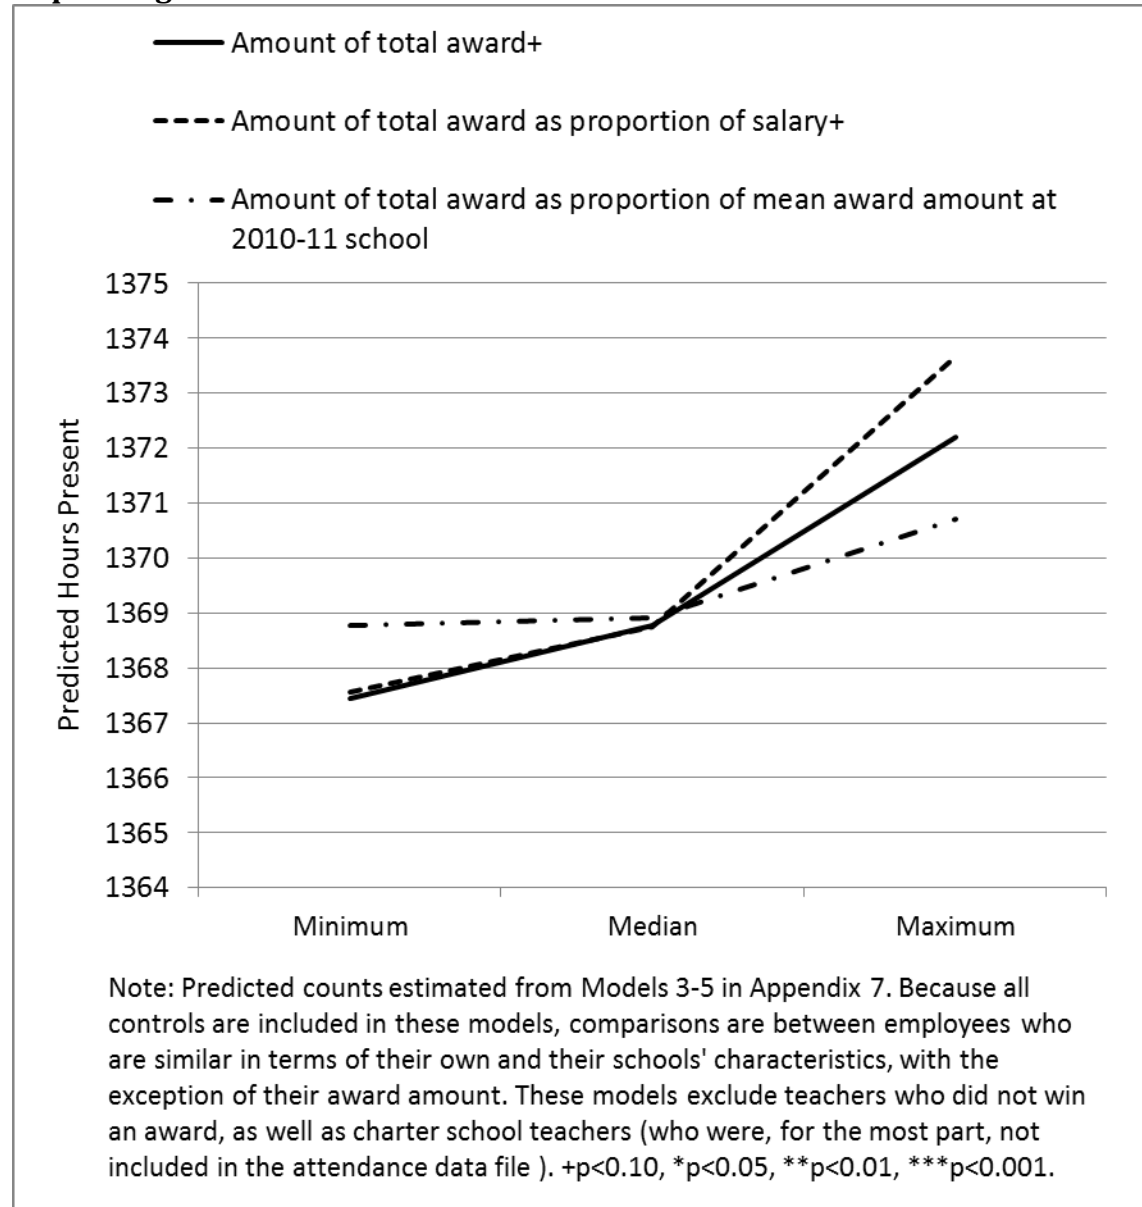 Amount of total award+
Amount of total award as proportion of salary+
Amount of total award as proportion of mean award amount at
2010-11 school
1375
1374
1373
1372
1371
1370
1369
1368
1367
1366
1365
1364
Predicted Hours Present
Minimum Median Maximum
Note: Predicted counts estimated from Models 3-5 in Appendix 7. Because all
controls are included in these models, comparisons are between employees who
are similar in terms of their own and their schools' characteristics, with the
exception of their award amount. These models exclude teachers who did not win
an award, as well as charter school teachers (who were, for the most part, not
included in the attendance data file ). +p<0.10, *p<0.05, **p<0.01, ***p<0.001.